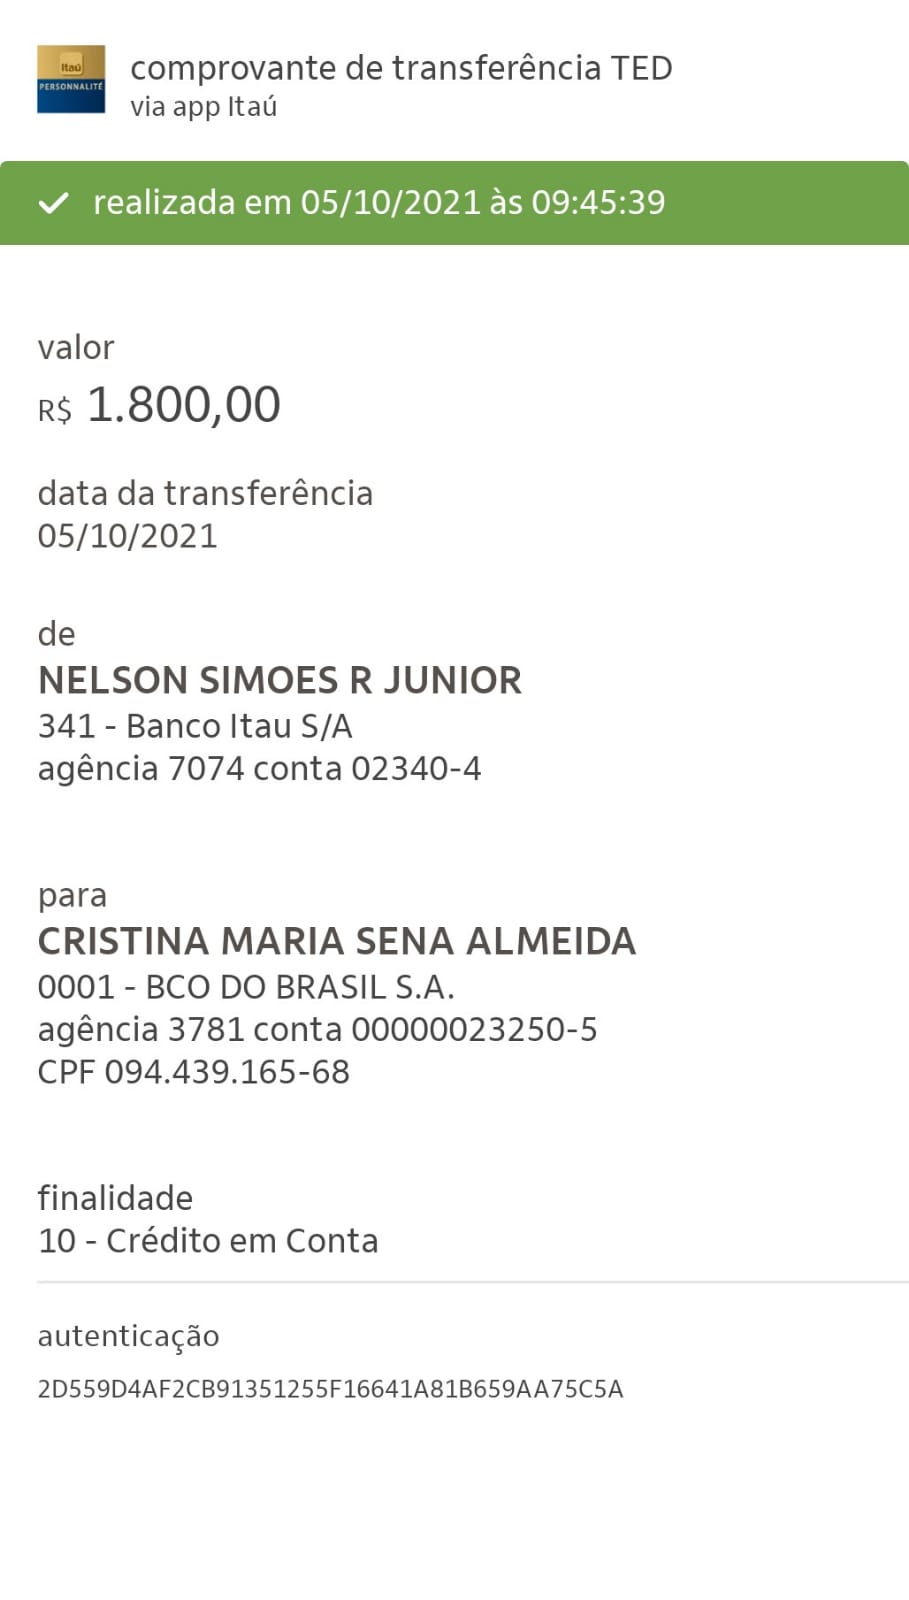 Itaú
PERSONNALITÉ
comprovante de transferência TED
via app Itaú
realizada em 05/10/2021 às 09:45:39
valor
R$ 1.800,00
data da transferência
05/10/2021
de
NELSON SIMOES R JUNIOR
341 - Banco Itau S/A
agência 7074 conta 02340-4
para
CRISTINA MARIA SENA ALMEIDA
0001 - BCO DO BRASIL S.A.
agência 3781 conta 00000023250-5
CPF 094.439.165-68
finalidade
10 - Crédito em Conta
autenticação
2D559D4AF2CB91351255F16641A81B659AA75C5A